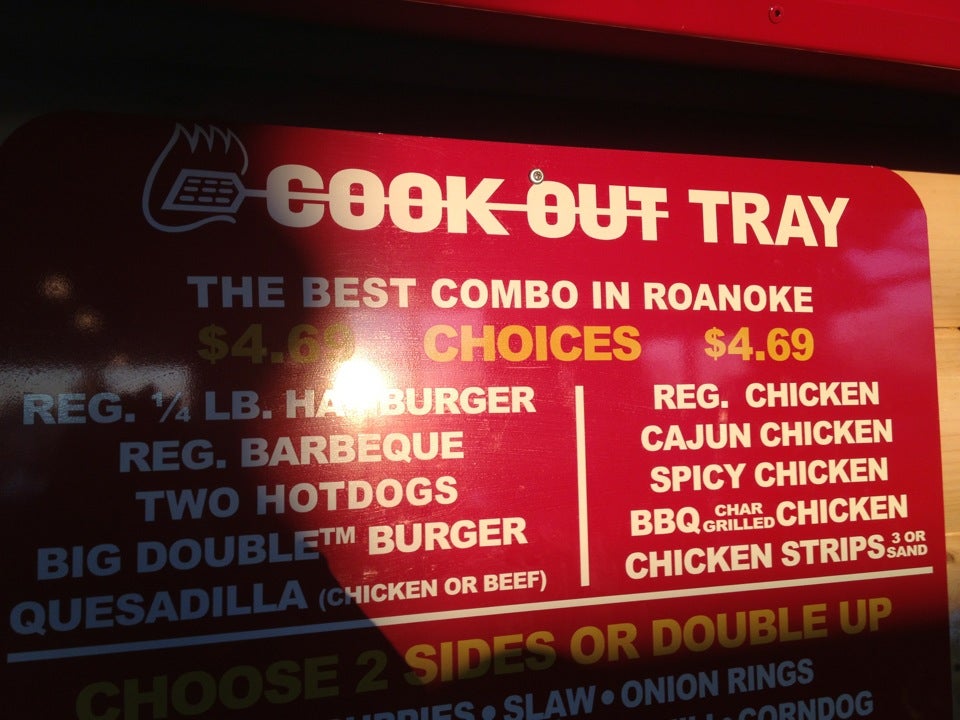 COOK OUT TRAY
THE BEST COMBO IN ROANOKE
$4.69 CHOICES $4.69
REG. ¼ LB. HAMBURGER
REG. BARBEQUE
TWO HOTDOGS
BIG DOUBLE™ BURGER
QUESADILLA (CHICKEN OR BEEF)
REG. CHICKEN
CAJUN CHICKEN
SPICY CHICKEN
BBQ CHAR GRILLED CHICKEN
CHICKEN STRIPS 3 OR SAND
CHOOSE 2 SIDES OR DOUBLE UP
• SLAW • ONION RINGS
• CORNDOG